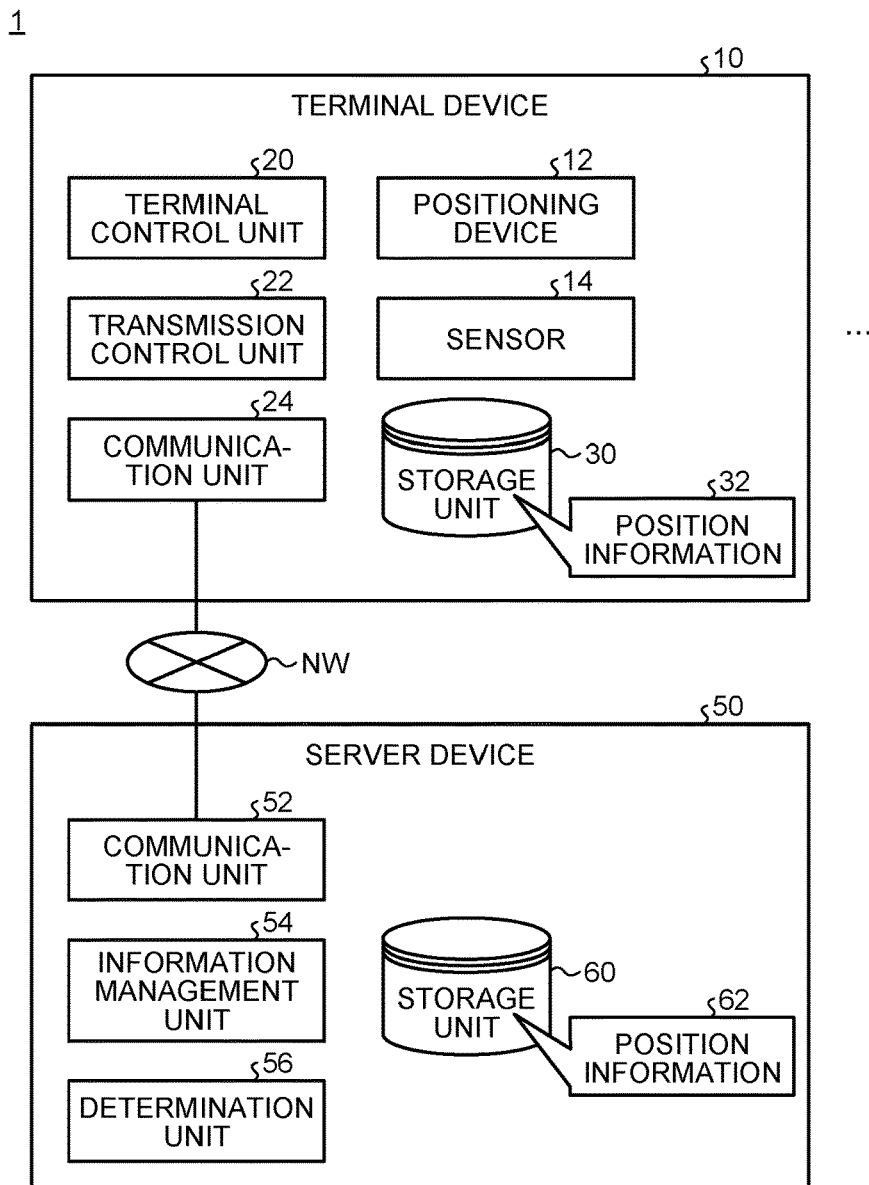 1
10
TERMINAL DEVICE
20
TERMINAL
CONTROL UNIT
12
POSITIONING
DEVICE
22
TRANSMISSION
CONTROL UNIT
14
SENSOR
...
24
COMMUNICA-
TION UNIT
STORAGE
UNIT
30
32
POSITION
INFORMATION
NW
50
SERVER DEVICE
52
COMMUNICA-
TION UNIT
54
INFORMATION
MANAGEMENT
UNIT
STORAGE
UNIT
60
62
POSITION
INFORMATION
56
DETERMINATION
UNIT